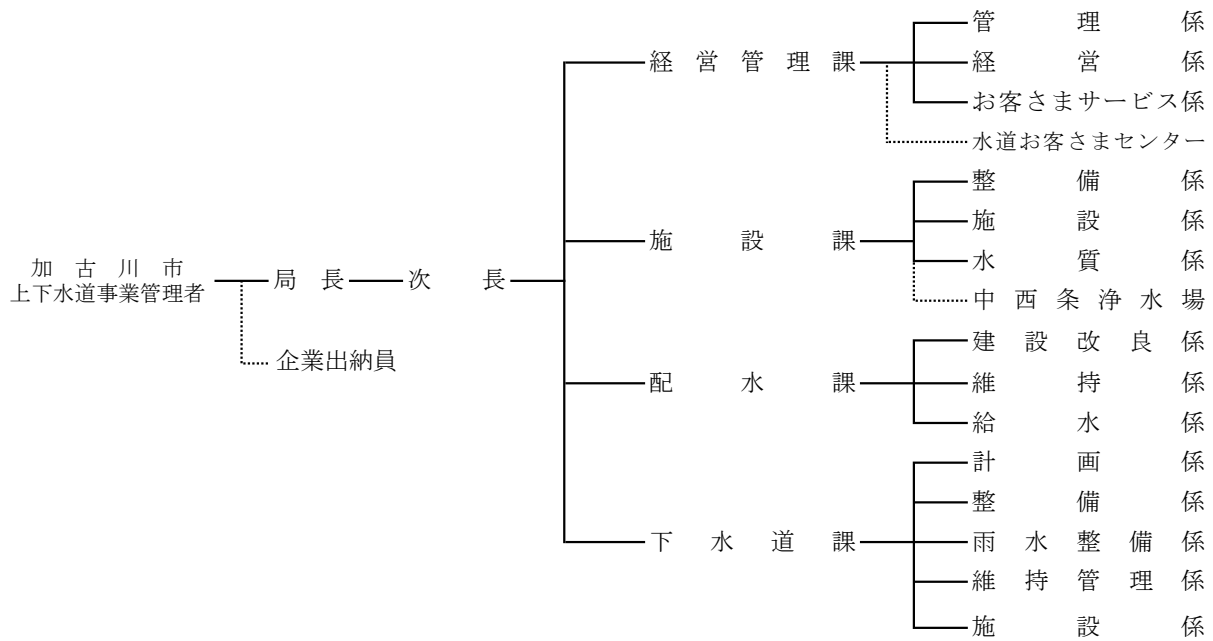 加古川市
上下水道事業管理者
局長
次長
企業出納員
経営管理課
管理係
経営係
お客さまサービス係
水道お客さまセンター
施設課
整備係
施設係
水質係
中西条浄水場
配水課
建設改良係
維持係
給水係
下水道課
計画係
整備係
雨水整備係
維持管理係
施設係